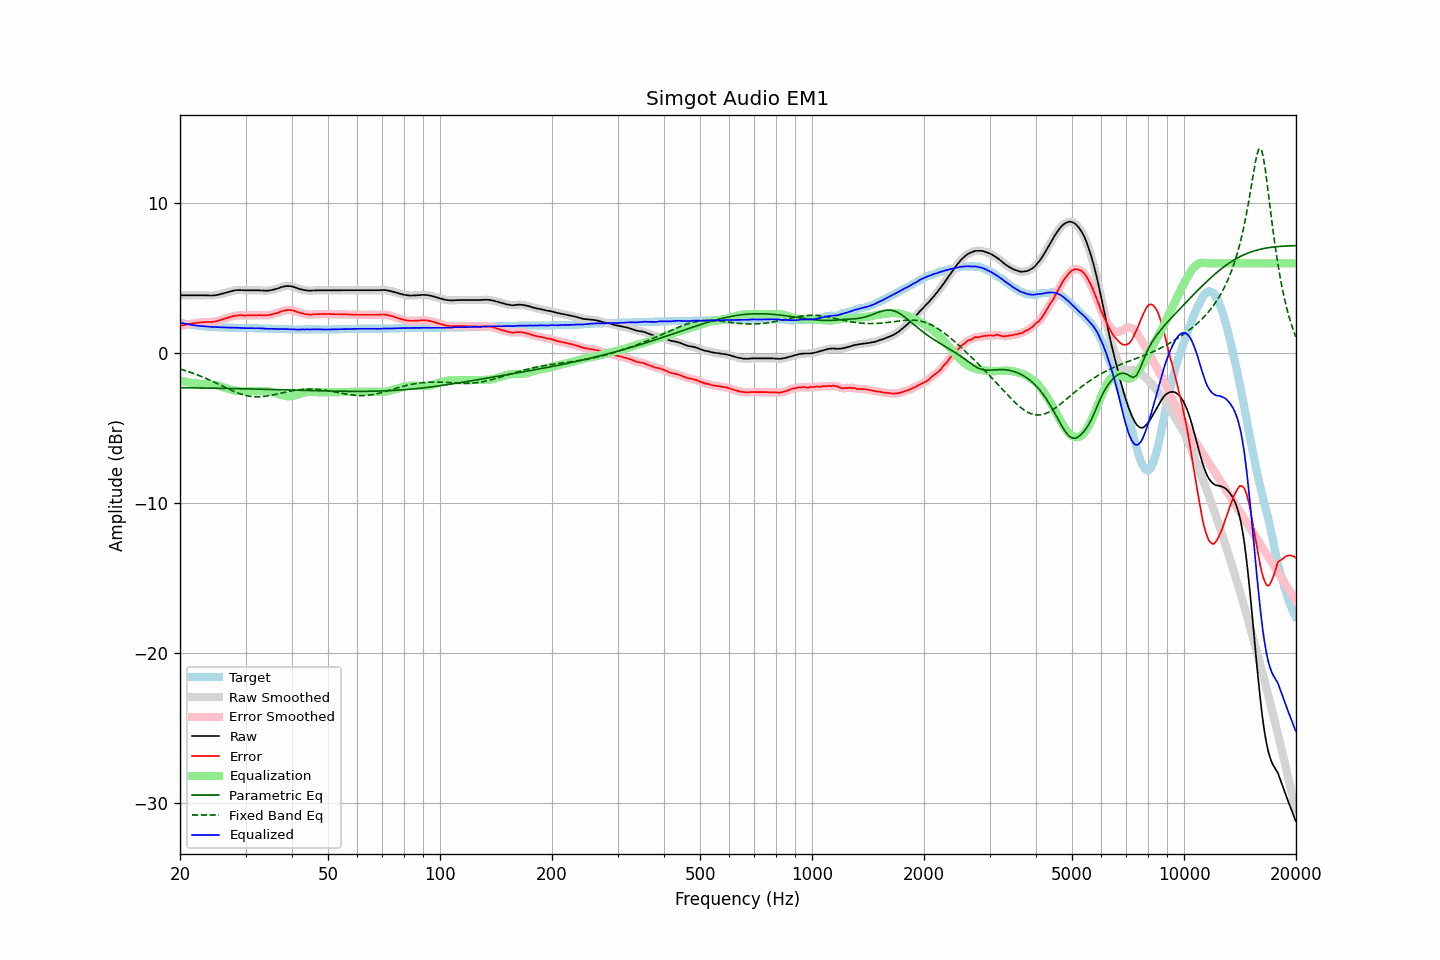 Simgot Audio EM1
Amplitude (dBr)
10
0
−10
−20
−30
Target
Raw Smoothed
Error Smoothed
Raw
Error
Equalization
Parametric Eq
Fixed Band Eq
Equalized
20 50 100 200 500 1000 2000 5000 10000 20000
Frequency (Hz)